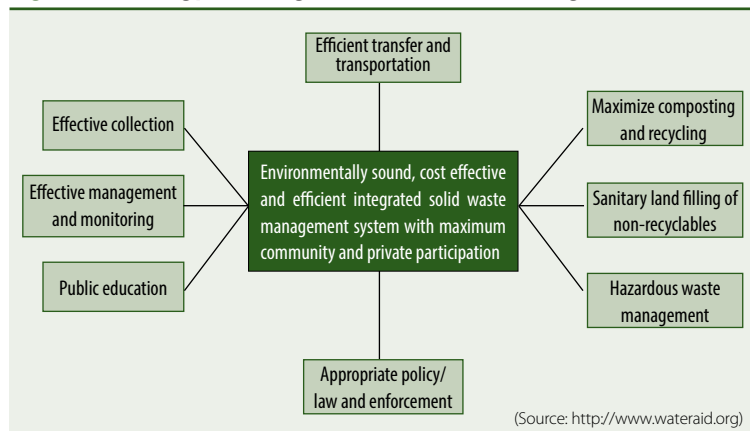 Efficient transfer and
transportation
Effective collection
Effective management
and monitoring
Public education
Environmentally sound, cost effective
and efficient integrated solid waste
management system with maximum
community and private participation
Maximize composting
and recycling
Sanitary land filling of
non-recyclables
Hazardous waste
management
Appropriate policy/
law and enforcement
(Source: http://www.wateraid.org)